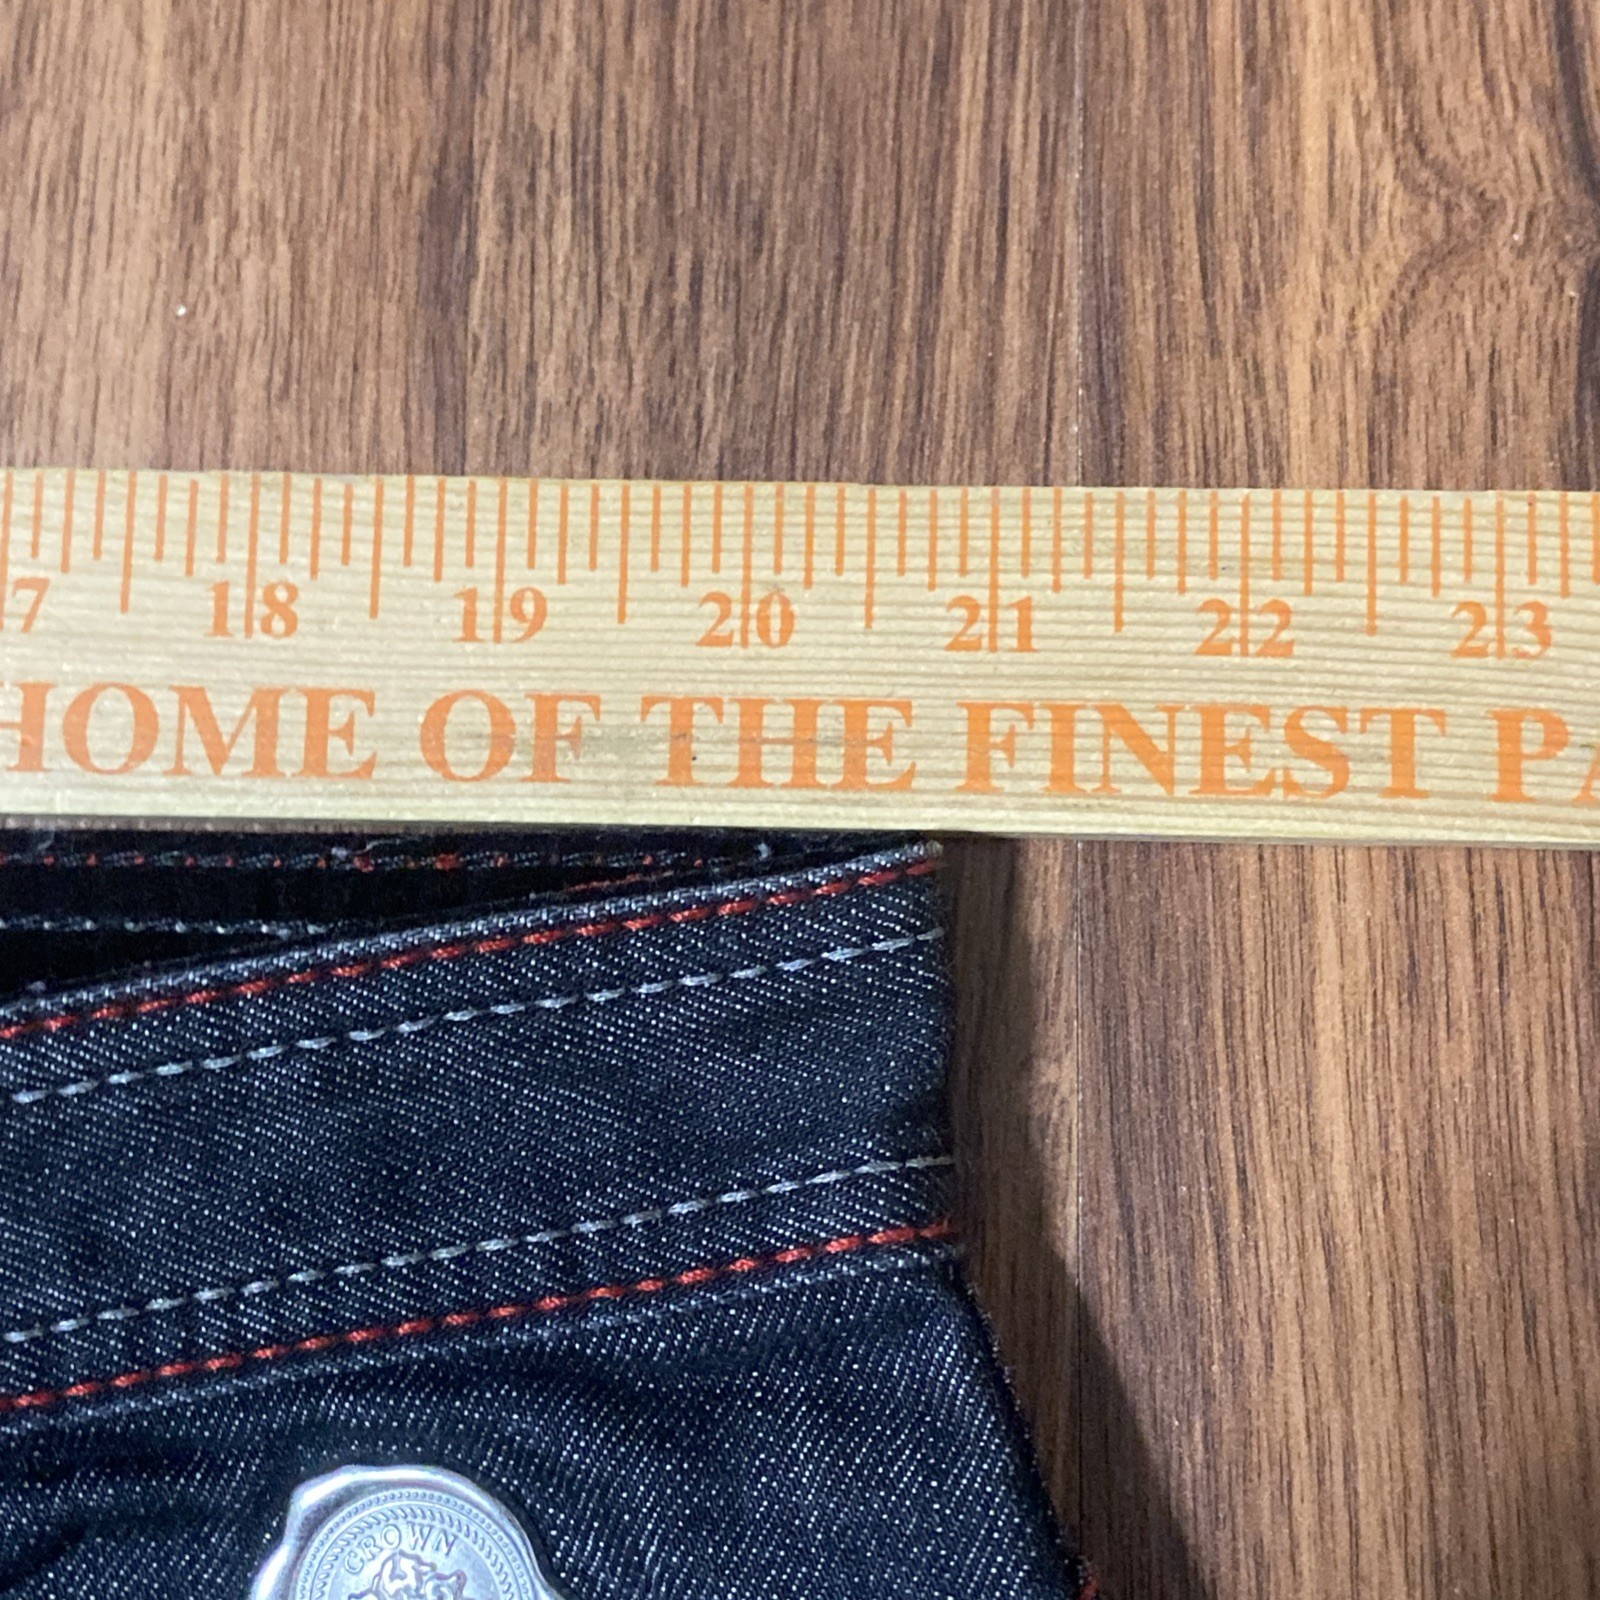 7 18 19 20 21 22 23
HOME OF THE FINEST PA
CROWN